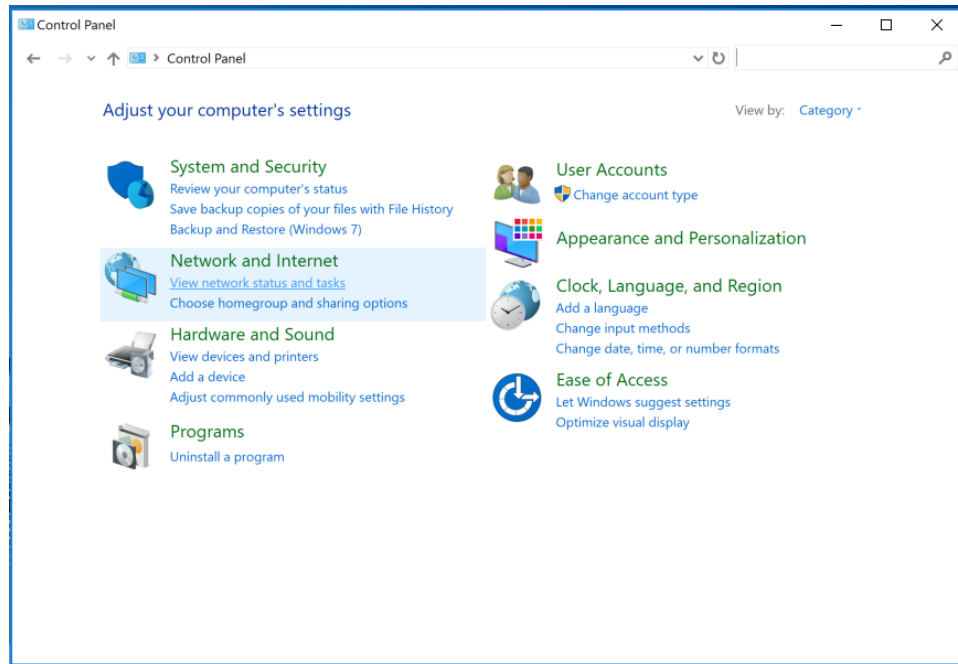 Control Panel
Control Panel
Adjust your computer's settings
View by: Category
System and Security
Review your computer's status
Save backup copies of your files with File History
Backup and Restore (Windows 7)
Network and Internet
View network status and tasks
Choose homegroup and sharing options
Hardware and Sound
View devices and printers
Add a device
Adjust commonly used mobility settings
Programs
Uninstall a program
User Accounts
Change account type
Appearance and Personalization
Clock, Language, and Region
Add a language
Change input methods
Change date, time, or number formats
Ease of Access
Let Windows suggest settings
Optimize visual display